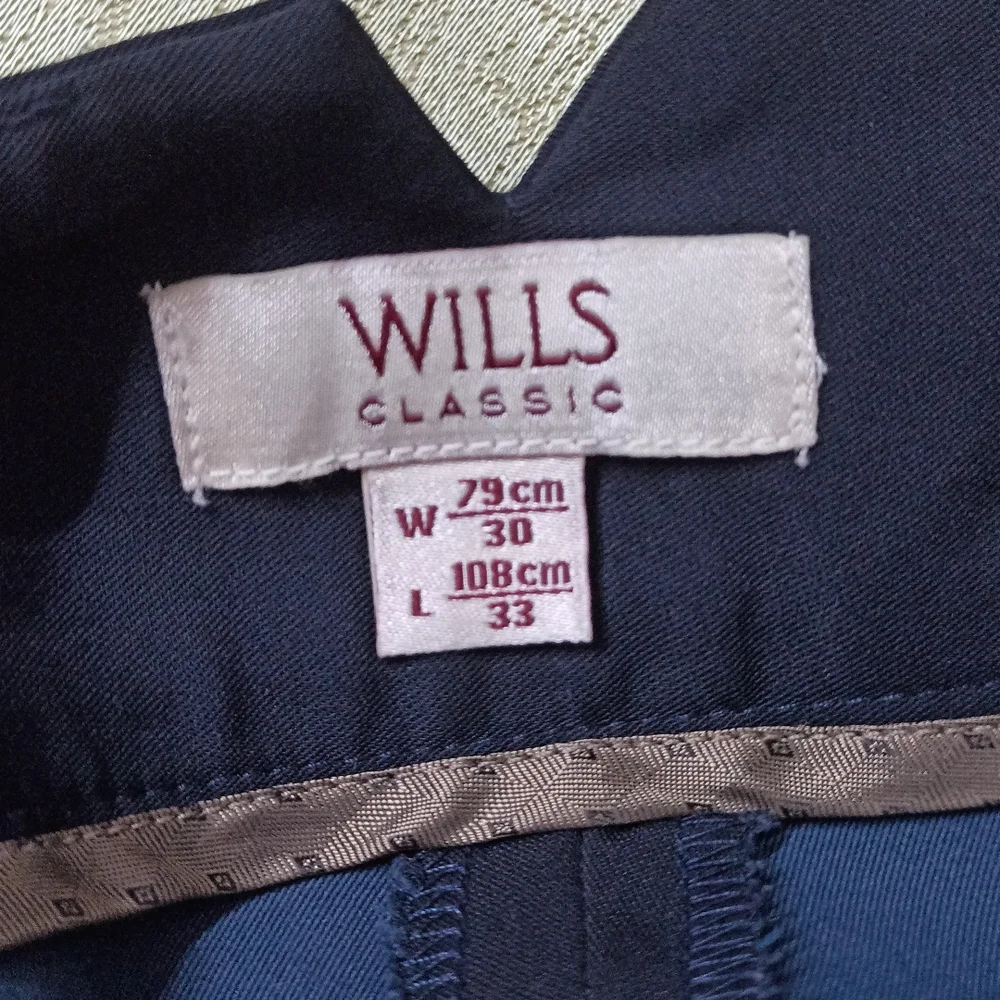 WILLS
CLASSIC
W 79cm
30
L 108cm
33